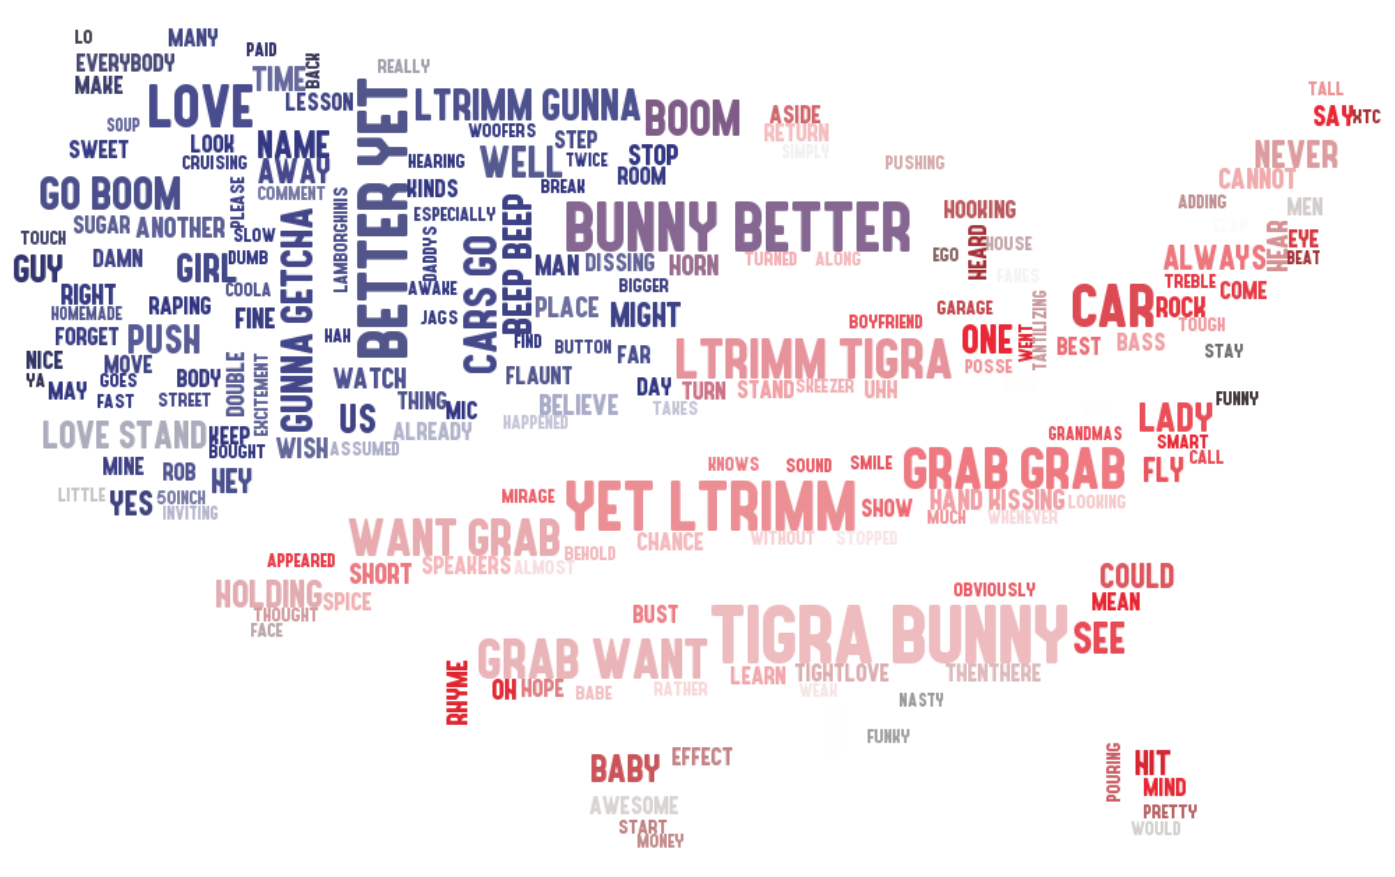 LO
MANY
PAID
EVERYBODY
BACK
REALLY
TIME
MAKE
LOVE
LESSON
BETTER YET
LTRIMM GUNNA
BOOM
ASIDE
TALL
SAY
XTC
SOUP
WOOFERS
RETURN
SWEET
LOOK
NAME
STEP
SIMPLY
CRUISING
HEARING
WELL
TWICE
STOP
NEVER
AWAY
ROOM
PUSHING
CANNOT
GO BOOM
PLEASE
COMMENT
LAMBORGHINIS
KINDS
BREAK
ADDING
MEN
SUGAR
ANOTHER
GUNNA GETCHA
ESPECIALLY
BEEP BEEP
BUNNY BETTER
HOOKING
TOUCH
SLOW
DADDYS
CARS GO
HEARD
HOUSE
HEAR
EYE
GUY
DAMN
GIRL
DUMB
MAN
DISSING
HORN
TURNED
ALONG
EGO
ALWAYS
BEAT
FAKES
RIGHT
COOLA
AWAKE
BIGGER
TREBLE
COME
HOMEMADE
RAPING
FINE
JAGS
PLACE
MIGHT
GARAGE
CAR
ROCK
FORGET
PUSH
HAH
FIND
BUTTON
FAR
BOYFRIEND
ONE
WENT
TANTILIZING
TOUGH
NICE
MOVE
LTRIMM TIGRA
BEST
BASS
STAY
YA
GOES
BODY
DOUBLE
EXCITEMENT
WATCH
FLAUNT
POSSE
MAY
FAST
STREET
DAY
TURN
STAND
SKEEZER
UHH
FUNNY
US
THING
MIC
BELIEVE
TAKES
LADY
LOVE STAND
KEEP
ALREADY
HAPPENED
GRANDMAS
SMART
BOUGHT
WISH
ASSUMED
CALL
MINE
ROB
HEY
KNOWS
SOUND
SMILE
GRAB GRAB
FLY
LITTLE
YES
50INCH
MIRAGE
YET LTRIMM
SHOW
HAND KISSING
LOOKING
INVITING
MUCH
WHENEVER
WANT GRAB
BEHOLD
CHANCE
WITHOUT
STOPPED
APPEARED
SHORT
SPEAKERS
ALMOST
HOLDING
SPICE
OBVIOUSLY
COULD
THOUGHT
MEAN
FACE
BUST
TIGRA BUNNY
SEE
GRAB WANT
RHYME
OH
HOPE
BABE
RATHER
LEARN
TIGHTLOVE
THENTHERE
WEAK
NASTY
FUNKY
BABY
EFFECT
POURING
HIT
MIND
AWESOME
PRETTY
START
WOULD
MONEY